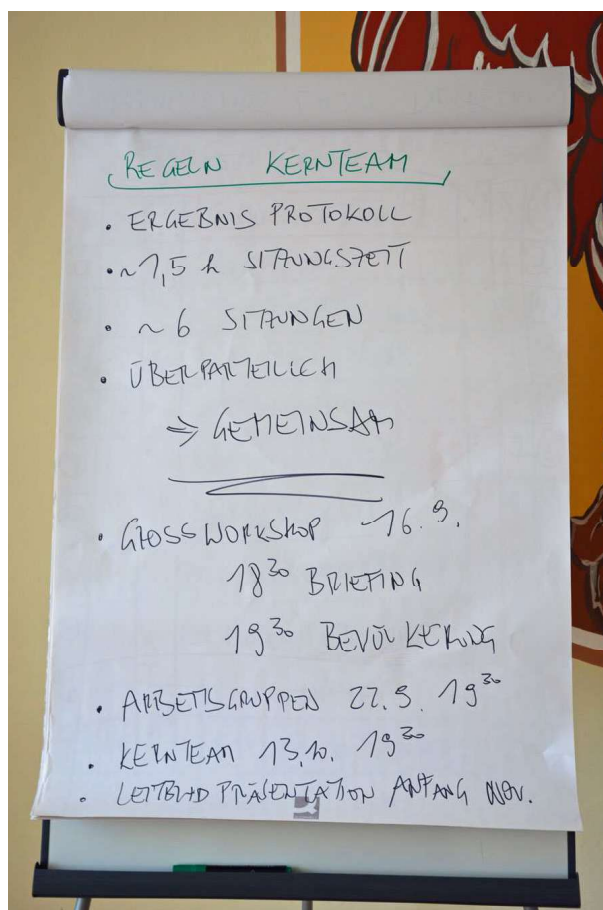 REGELN KERNTEAM
• ERGEBNIS PROTOKOLL
• ~1,5 h SITZUNGSZEIT
• ~ 6 SITZUNGEN
• ÜBERPARTEILICH
⇒ GEMEINSAM
• GROSSWORKSHOP 16.9.
18³⁰ BRIEFING
19³⁰ BEVÖLKERUNG
• ARBEITSGRUPPEN 22.9. 19³⁰
• KERNTEAM 13.10. 19³⁰
• LEITBILD PRÄSENTATION ANFANG NOV.